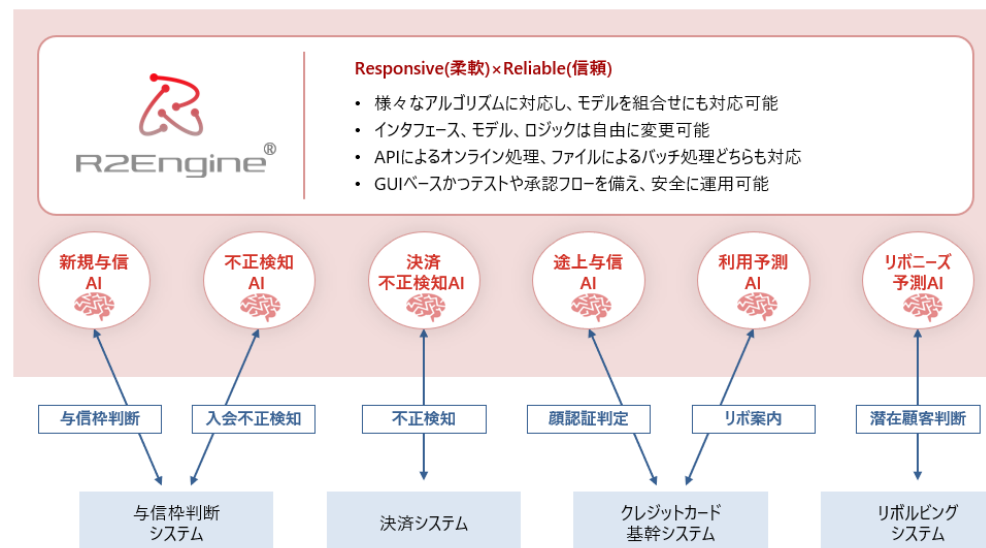 Responsive(柔軟)×Reliable(信頼)
• 様々なアルゴリズムに対応し、モデルを組合せにも対応可能
• インタフェース、モデル、ロジックは自由に変更可能
• APIによるオンライン処理、ファイルによるバッチ処理どちらも対応
• GUIベースかつテストや承認フローを備え、安全に運用可能
R2Engine®
新規与信
AI
不正検知
AI
決済
不正検知AI
途上与信
AI
利用予測
AI
リボニーズ
予測AI
与信枠判断
入会不正検知
不正検知
顔認証判定
リボ案内
潜在顧客判断
与信枠判断
システム
決済システム
クレジットカード
基幹システム
リボルビング
システム